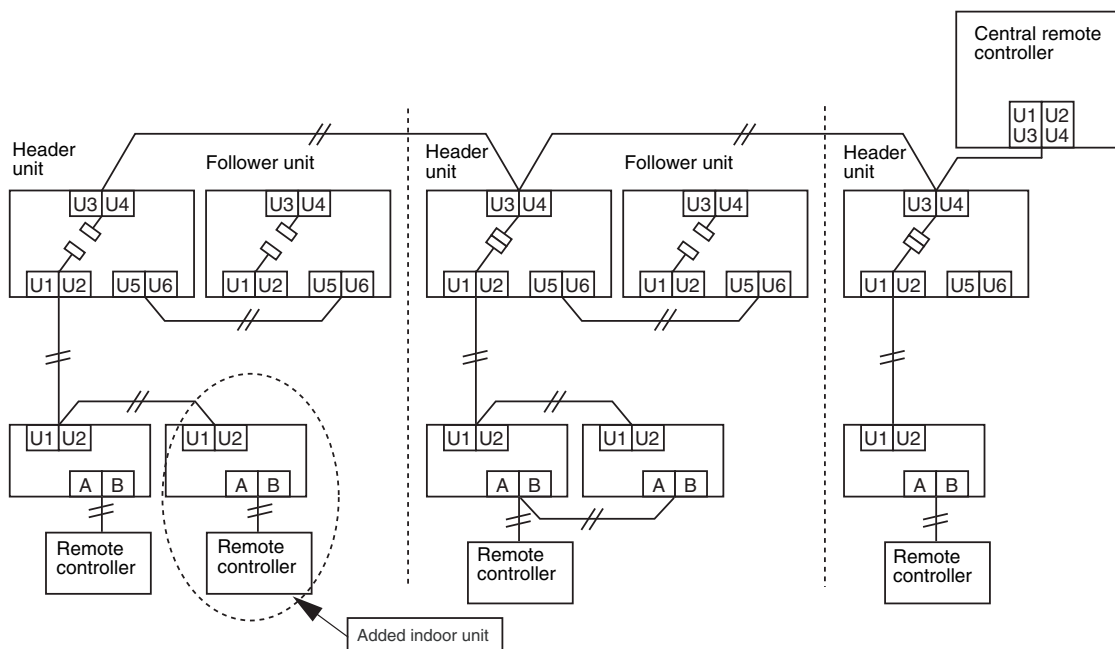 Central remote
controller
U1 U2
U3 U4
Header
unit
Follower unit
Header
unit
Follower unit
Header
unit
U3 U4
U3 U4
U3 U4
U3 U4
U3 U4
U1 U2
U5 U6
U1 U2
U5 U6
U1 U2
U5 U6
U1 U2
U5 U6
U1 U2
U5 U6
U1 U2
U1 U2
U1 U2
U1 U2
U1 U2
A B
A B
A B
A B
A B
Remote
controller
Remote
controller
Remote
controller
Remote
controller
Added indoor unit